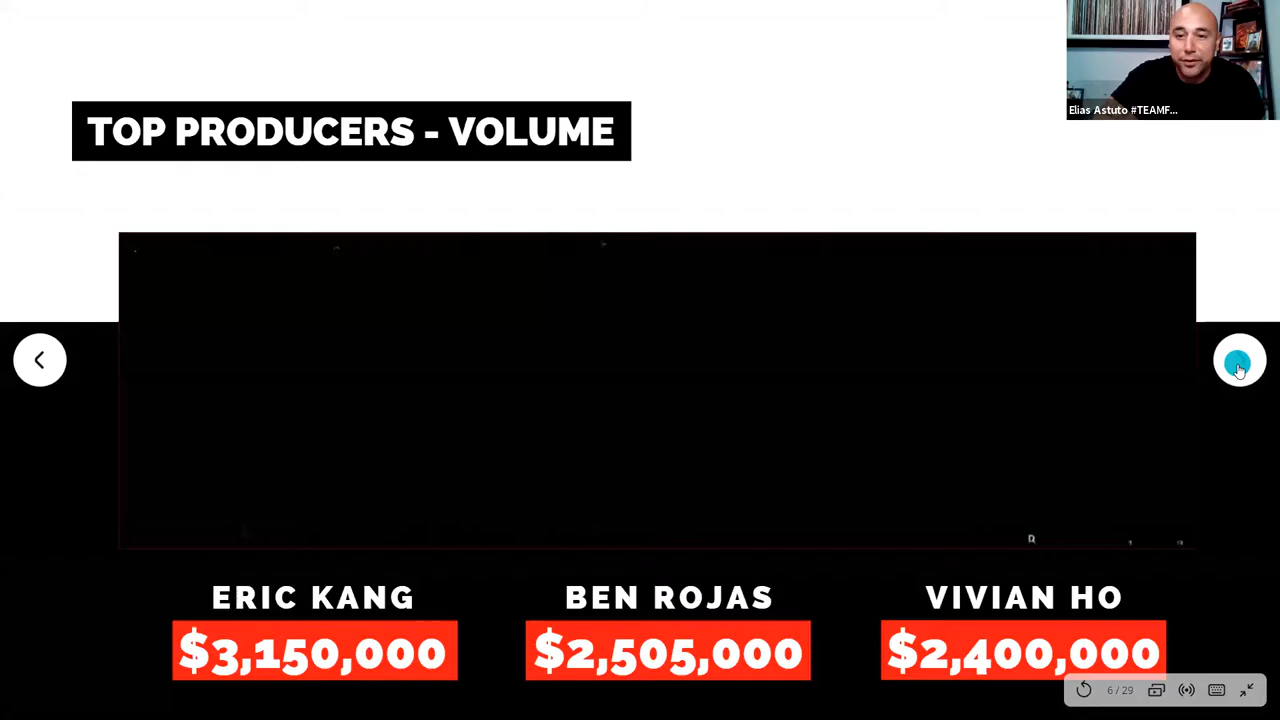 Elias Astuto #TEAMF...
TOP PRODUCERS - VOLUME
R
ERIC KANG
BEN ROJAS
VIVIAN HO
$3,150,000
$2,505,000
$2,400,000
6 / 29